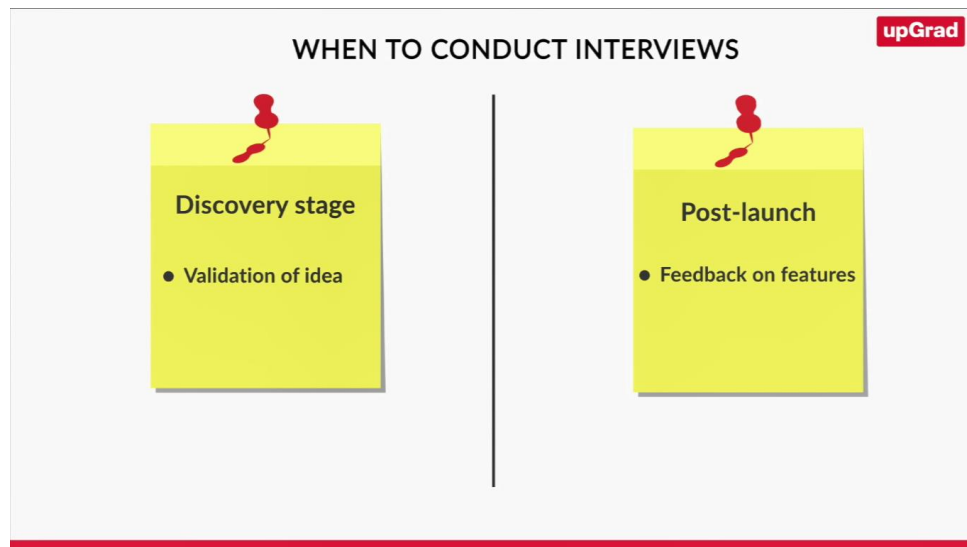 upGrad
WHEN TO CONDUCT INTERVIEWS
Discovery stage
● Validation of idea
Post-launch
● Feedback on features